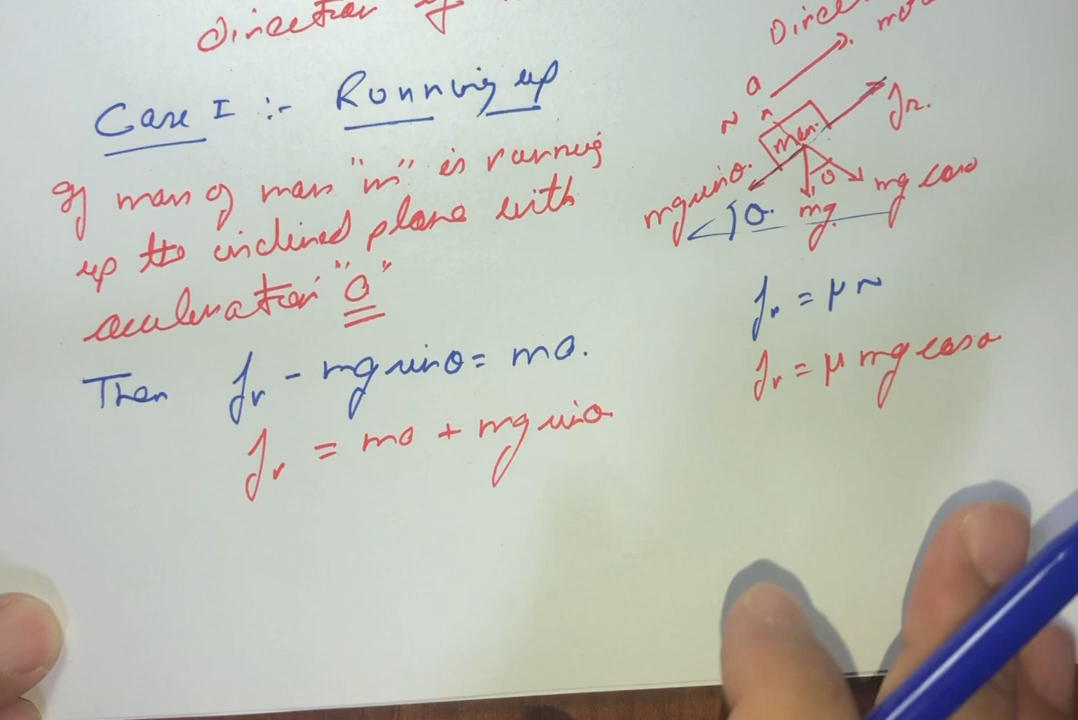 direction of
Case I :- Running up
If man of mass "m" is running
up the inclined plane with
acceleration "a"
Then fr - mg sinθ = ma.
fr = ma + mg sinθ
Direc
mo
a
N
man.
fr.
mg sinθ.
θ
mg cosθ
θ.
mg.
fr = μN
fr = μ mg cosθ